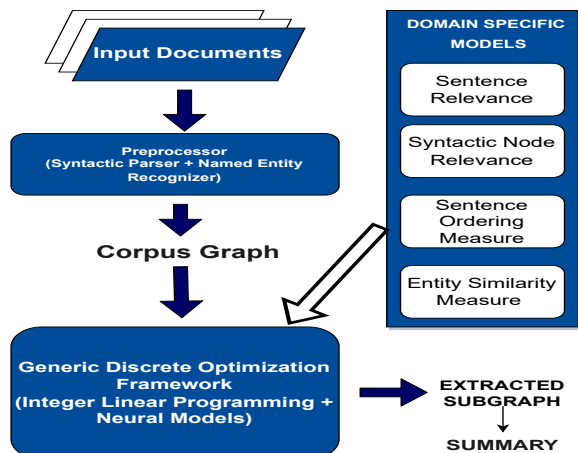 Input Documents
Preprocessor
(Syntactic Parser + Named Entity
Recognizer)
Corpus Graph
Generic Discrete Optimization
Framework
(Integer Linear Programming +
Neural Models)
DOMAIN SPECIFIC
MODELS
Sentence
Relevance
Syntactic Node
Relevance
Sentence
Ordering
Measure
Entity Similarity
Measure
EXTRACTED
SUBGRAPH
SUMMARY